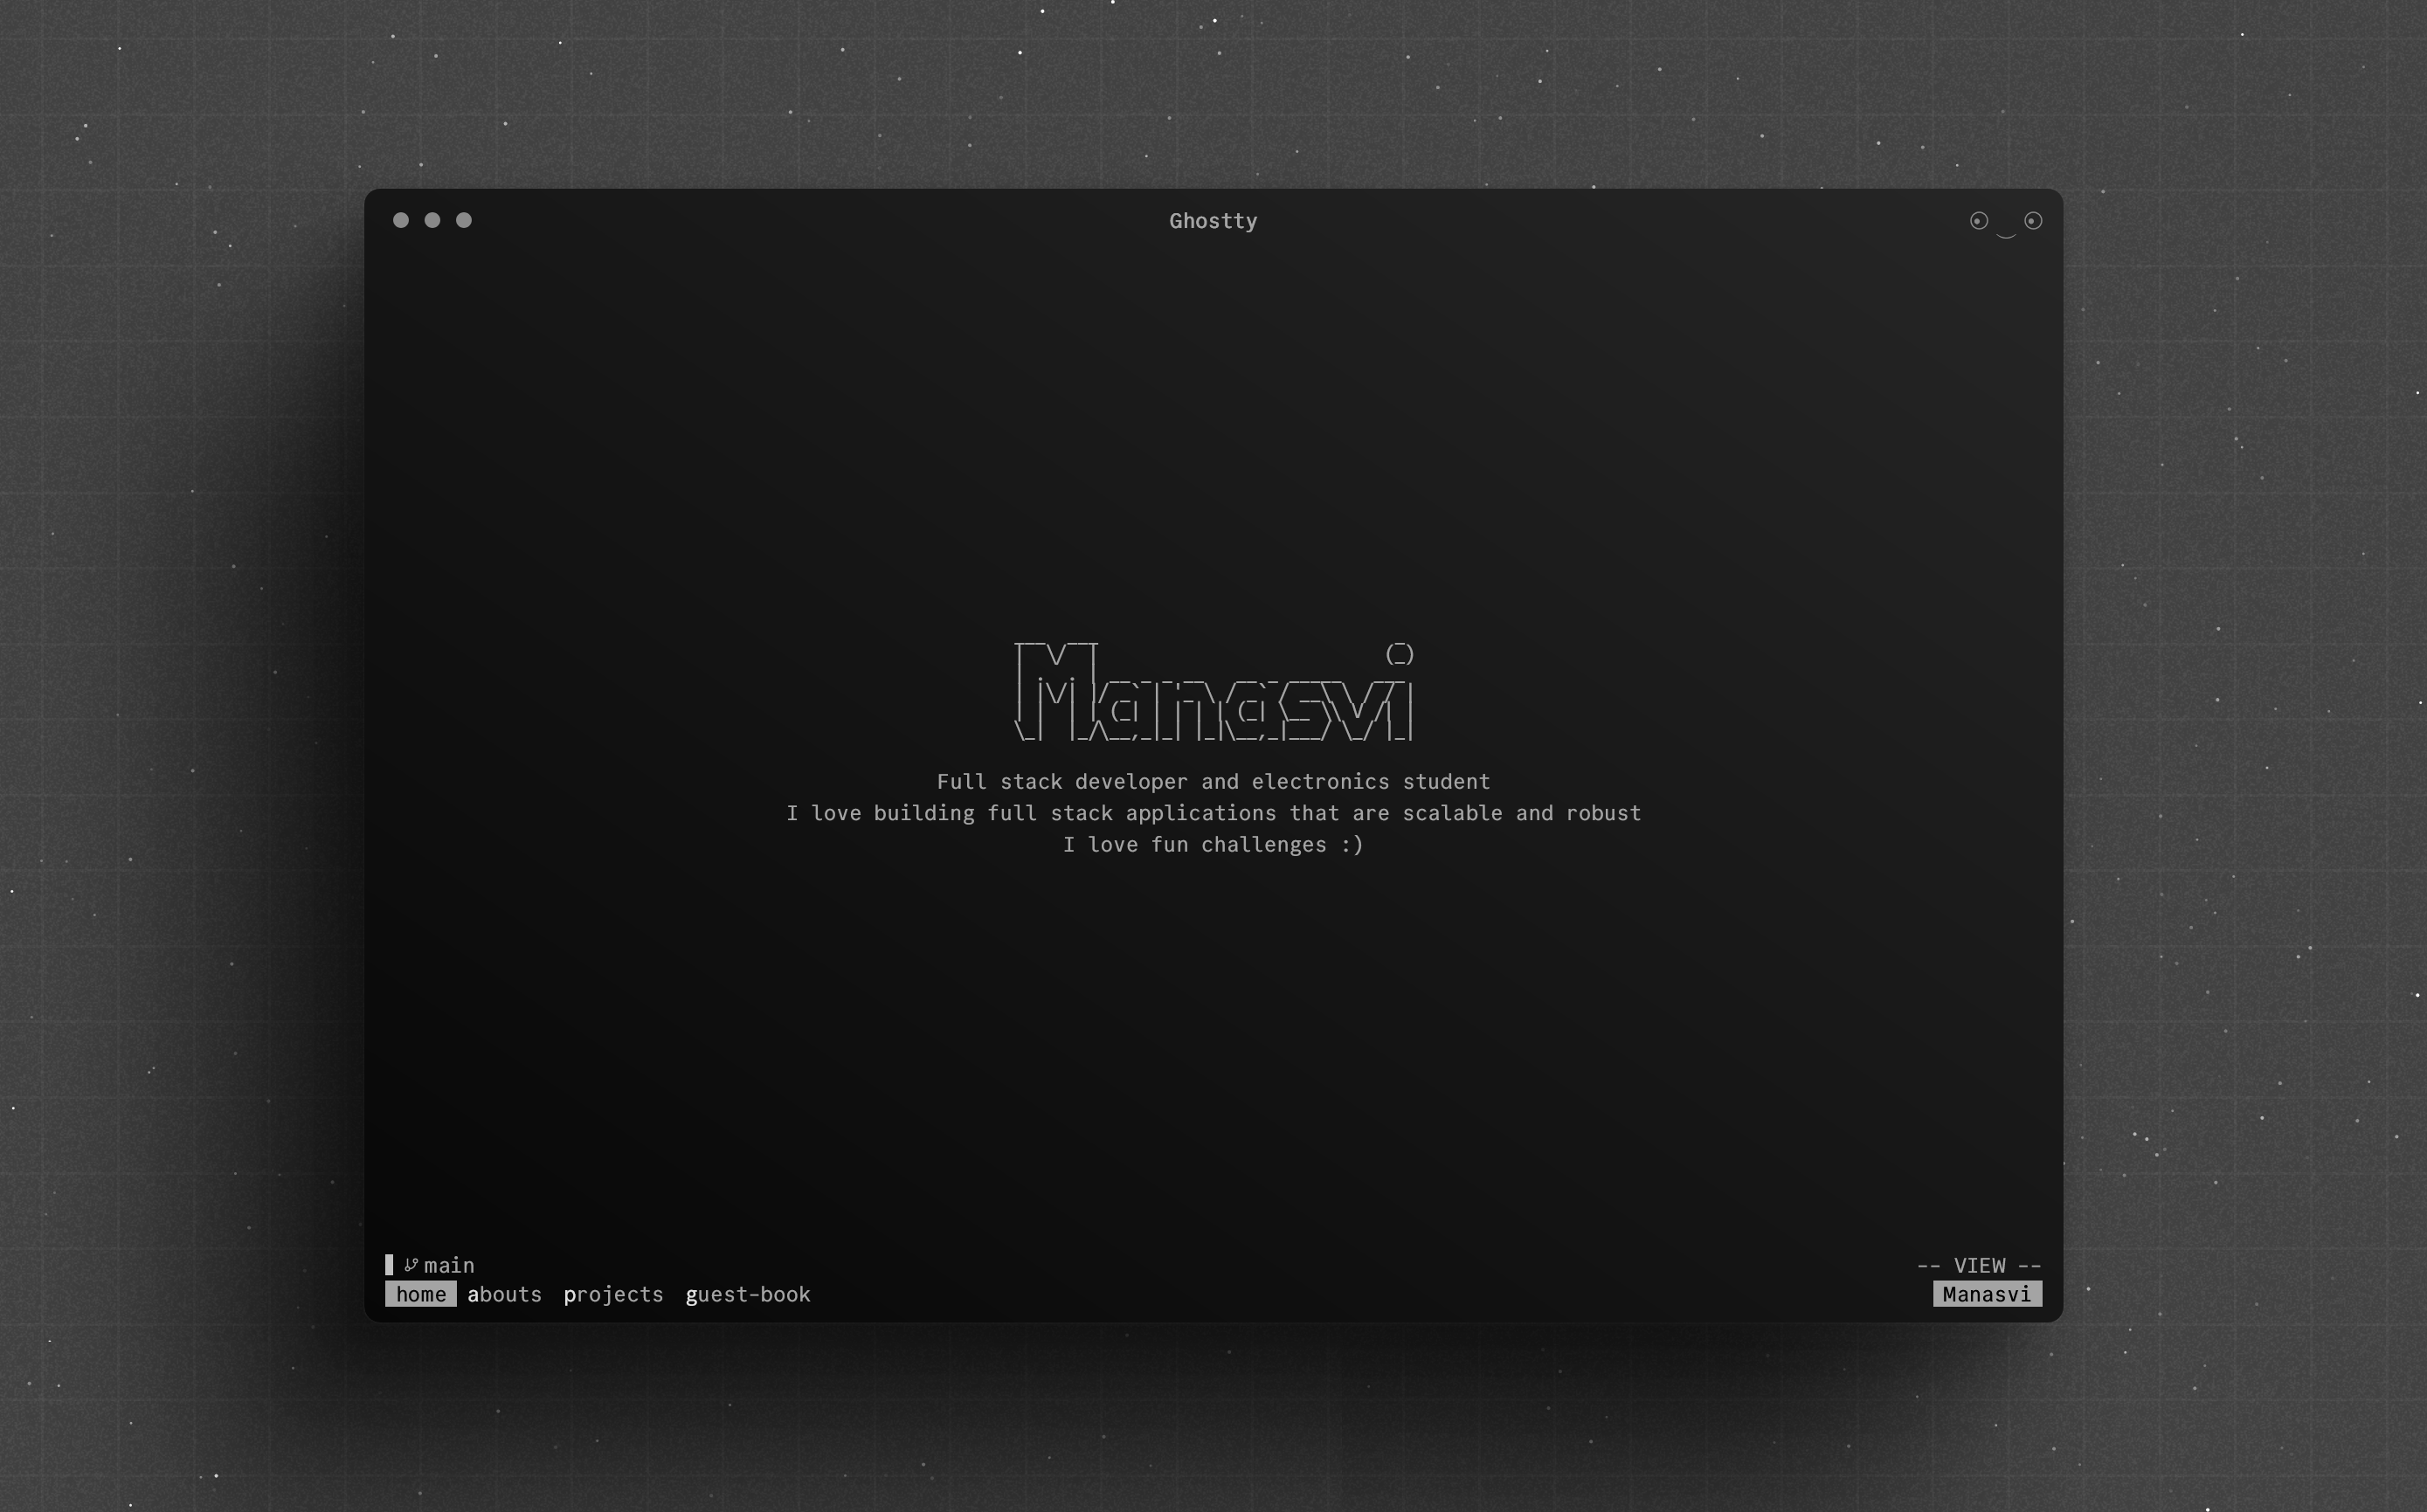 Ghostty
Manasvi
Full stack developer and electronics student
I love building full stack applications that are scalable and robust
I love fun challenges :)
main
-- VIEW --
home abouts projects guest-book
Manasvi